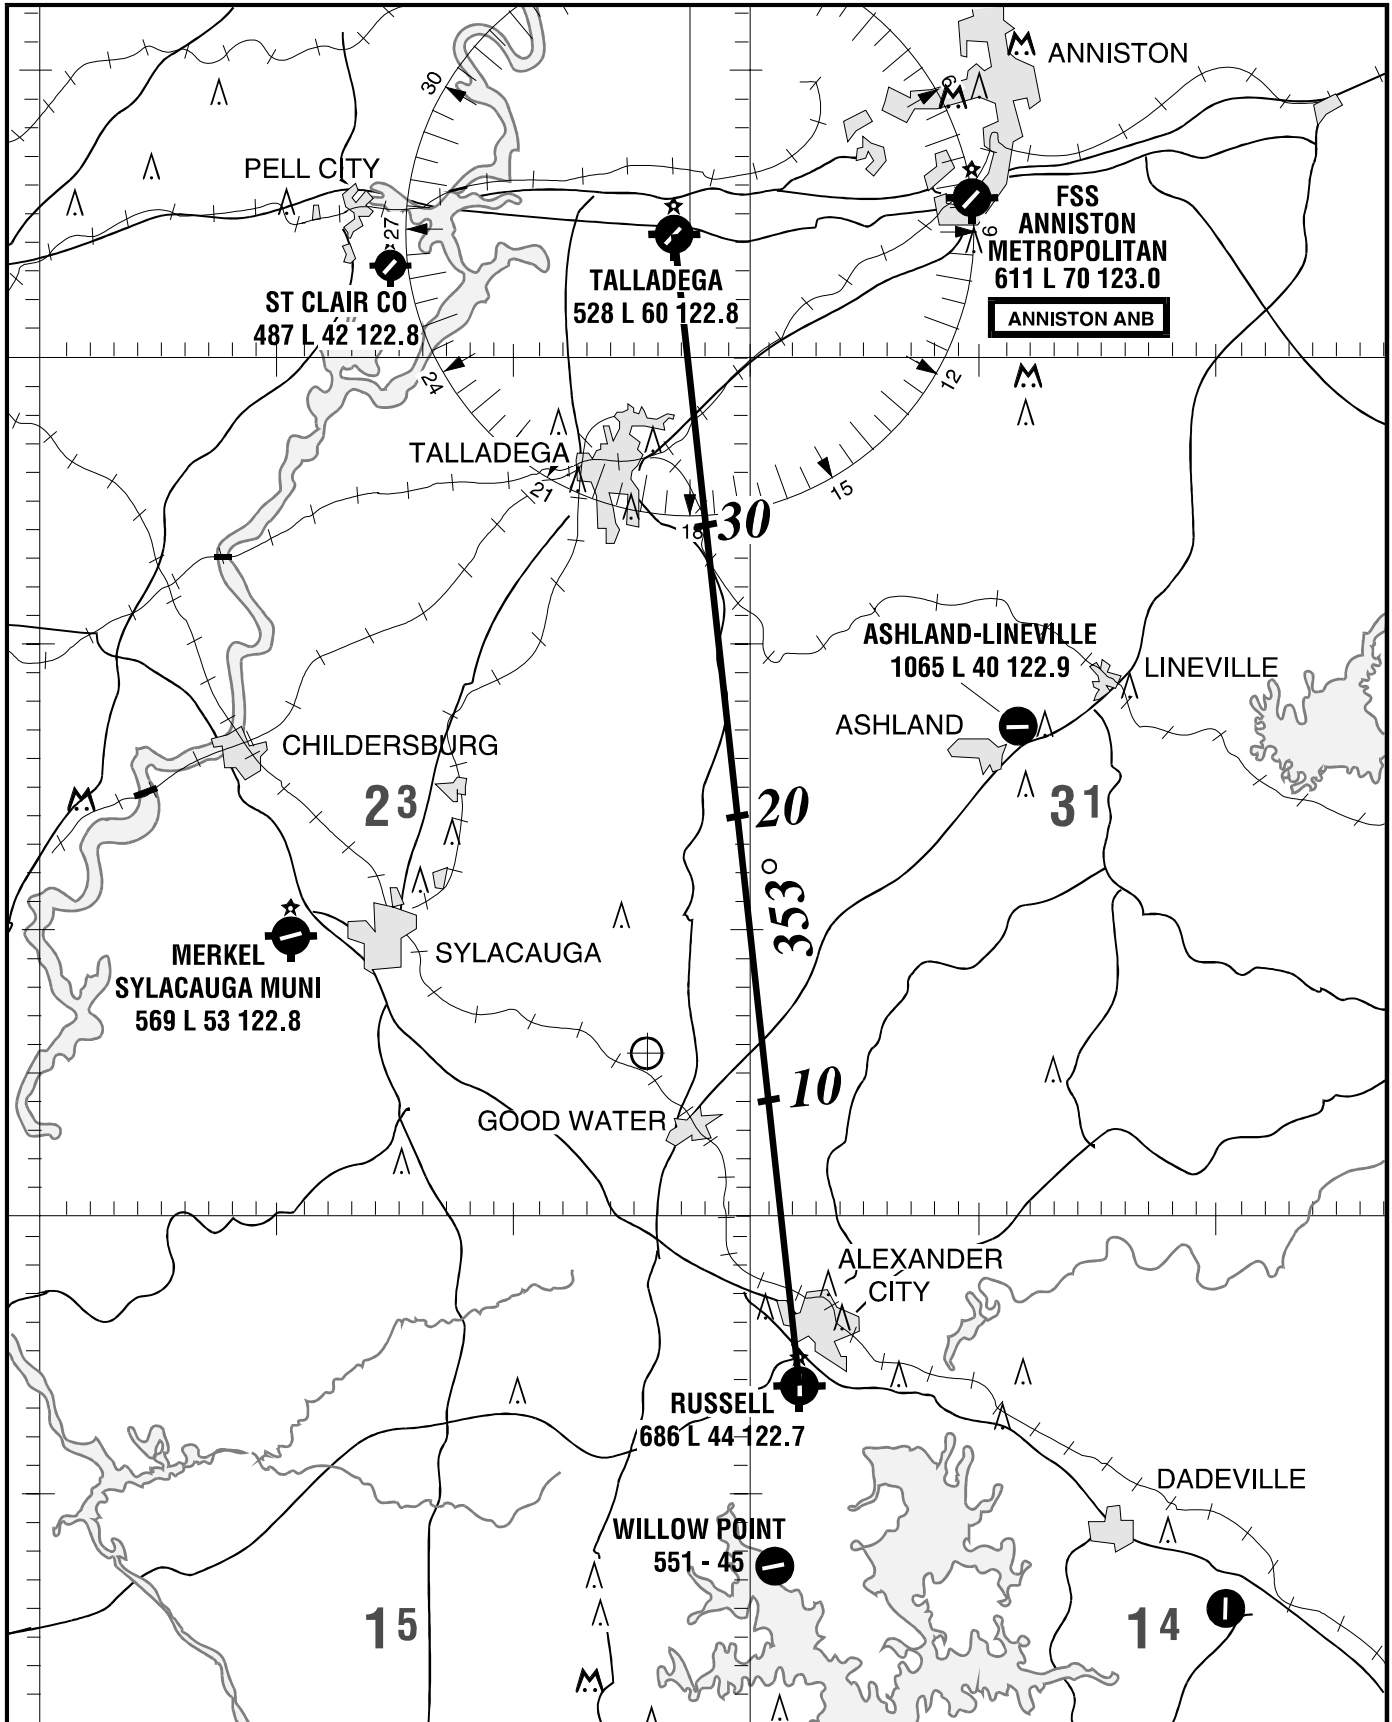 ANNISTON
30
6
PELL CITY
FSS
ANNISTON
METROPOLITAN
611 L 70 123.0
ANNISTON ANB
27
9
TALLADEGA
528 L 60 122.8
ST CLAIR CO
487 L 42 122.8
24
12
TALLADEGA
21
15
18
30
ASHLAND-LINEVILLE
1065 L 40 122.9
LINEVILLE
ASHLAND
CHILDERSBURG
23
20
31
353°
MERKEL
SYLACAUGA MUNI
569 L 53 122.8
SYLACAUGA
10
GOOD WATER
ALEXANDER
CITY
RUSSELL
686 L 44 122.7
DADEVILLE
WILLOW POINT
551 - 45
15
14